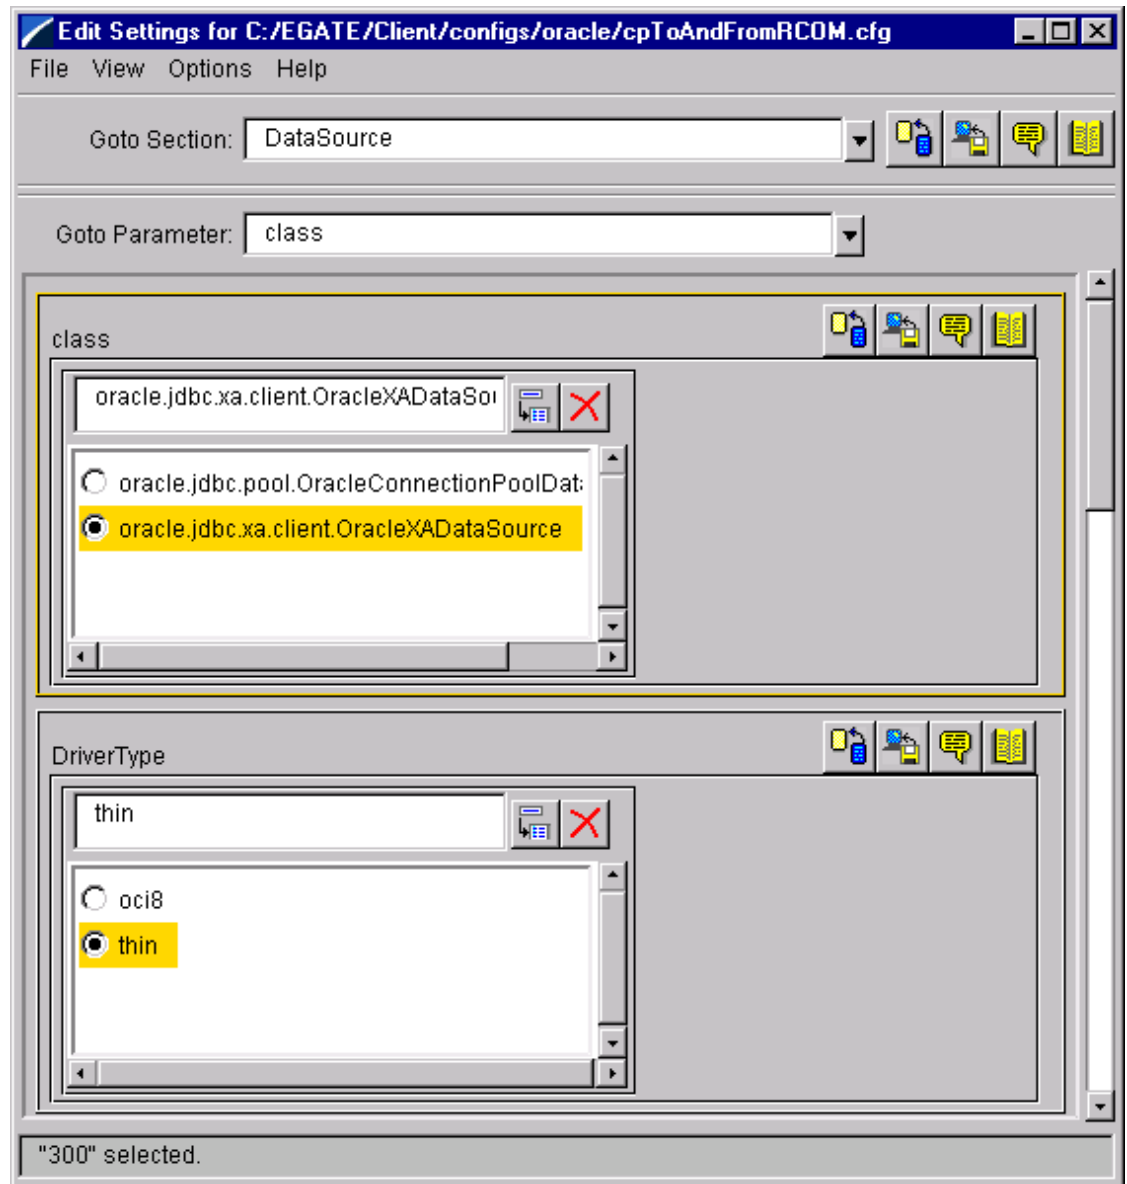 Edit Settings for C:/EGATE/Client/configs/oracle/cpToAndFromRCOM.cfg
File View Options Help
Goto Section: DataSource
Goto Parameter: class
class
oracle.jdbc.xa.client.OracleXADataSou
oracle.jdbc.pool.OracleConnectionPoolData
oracle.jdbc.xa.client.OracleXADataSource
DriverType
thin
oci8
thin
"300" selected.